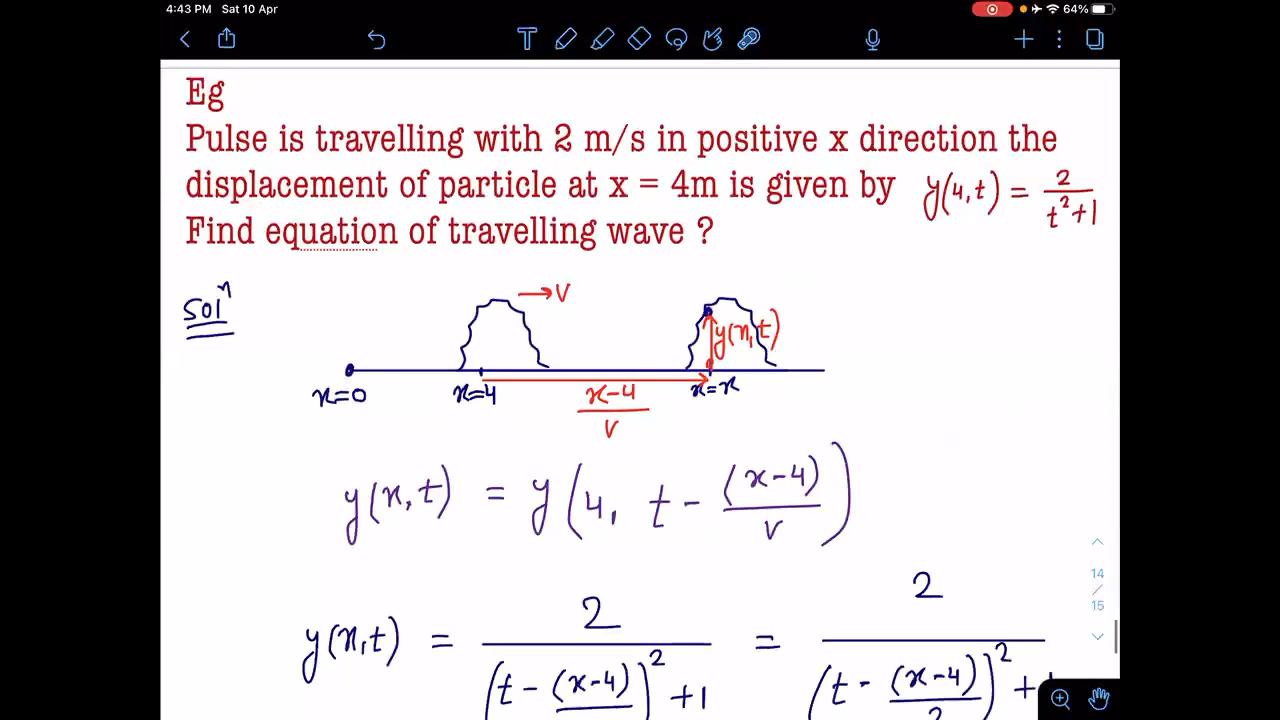 4:43 PM Sat 10 Apr
64%
T
Eg
Pulse is travelling with 2 m/s in positive x direction the
displacement of particle at x = 4m is given by y(4,t) = 2/(t²+1)
Find equation of travelling wave ?
Solⁿ
→ V
y(x,t)
x=0 x=4 (x-4)/V x=x
y(x,t) = y(4, t - (x-4)/V)
y(x,t) = 2/((t - (x-4))² + 1) = 2/((t - (x-4)/2)² + 1
14
/
15